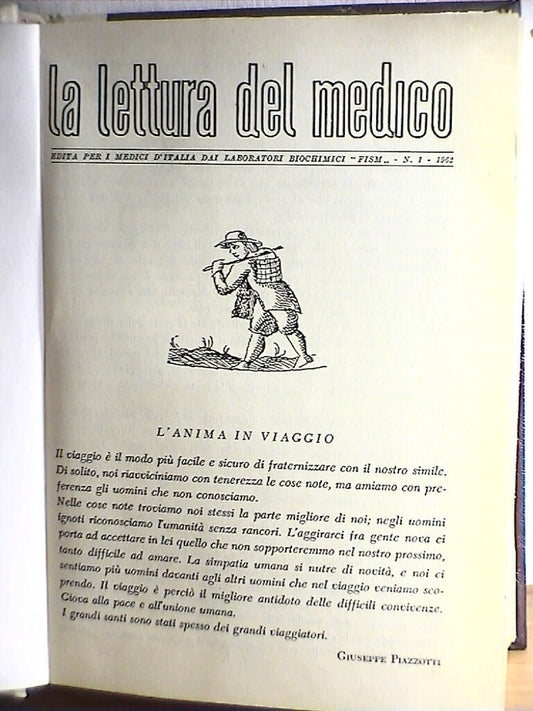 la lettura del medico
EDITA PER I MEDICI D'ITALIA DAI LABORATORI BIOCHIMICI "FISM„ - N. 1 - 1962
L'ANIMA IN VIAGGIO
Il viaggio è il modo più facile e sicuro di fraternizzare con il nostro simile.
Di solito, noi riavviciniamo con tenerezza le cose note, ma amiamo con pre-
ferenza gli uomini che non conosciamo.
Nelle cose note troviamo noi stessi la parte migliore di noi; negli uomini
ignoti riconosciamo l'umanità senza rancori. L'aggirarci fra gente nova ci
porta ad accettare in lei quello che non sopporteremmo nel nostro prossimo,
tanto difficile ad amare. La simpatia umana si nutre di novità, e noi ci
sentiamo più uomini davanti agli altri uomini che nel viaggio veniamo sco-
prendo. Il viaggio è perciò il migliore antidoto delle difficili convivenze.
Giova alla pace e all'unione umana.
I grandi santi sono stati spesso dei grandi viaggiatori.
GIUSEPPE PIAZZOTTI